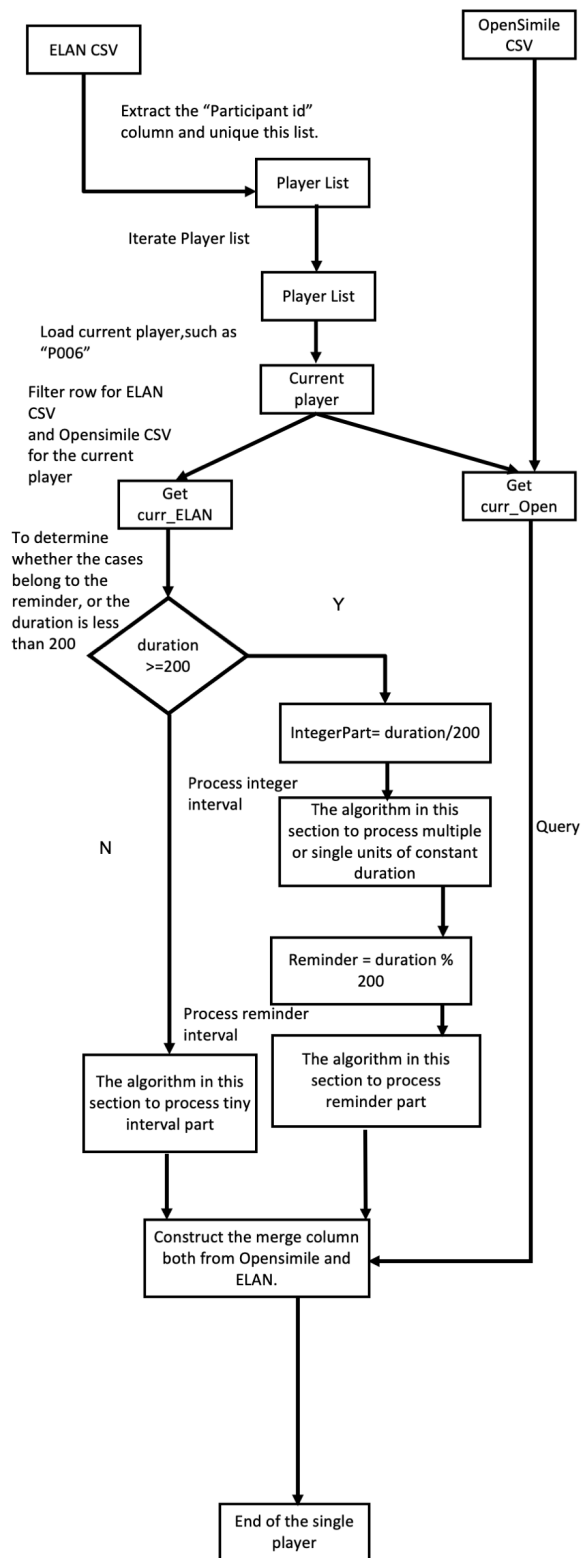 ELAN CSV
OpenSimile
CSV
Extract the “Participant id”
column and unique this list.
Player List
Iterate Player list
Player List
Load current player,such as
“P006”
Current
player
Filter row for ELAN
CSV
and Opensimile CSV
for the current
player
Get
curr_ELAN
Get
curr_Open
To determine
whether the cases
belong to the
reminder, or the
duration is less
than 200
Y
duration
>=200
IntegerPart= duration/200
Process integer
interval
The algorithm in this
section to process multiple
or single units of constant
duration
Query
N
Reminder = duration %
200
Process reminder
interval
The algorithm in this
section to process tiny
interval part
The algorithm in this
section to process
reminder part
Construct the merge column
both from Opensimile and
ELAN.
End of the single
player